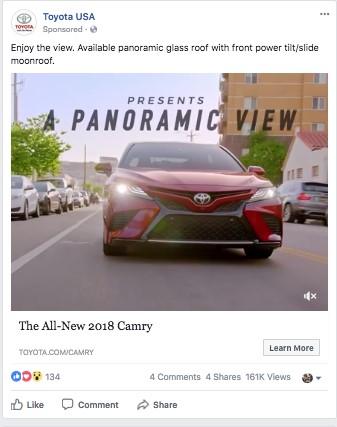 Toyota USA
Sponsored ·
Enjoy the view. Available panoramic glass roof with front power tilt/slide
moonroof.
PRESENTS
A PANORAMIC VIEW
The All-New 2018 Camry
TOYOTA.COM/CAMRY
Learn More
134
4 Comments 4 Shares 161K Views
Like Comment Share
TOYOTA